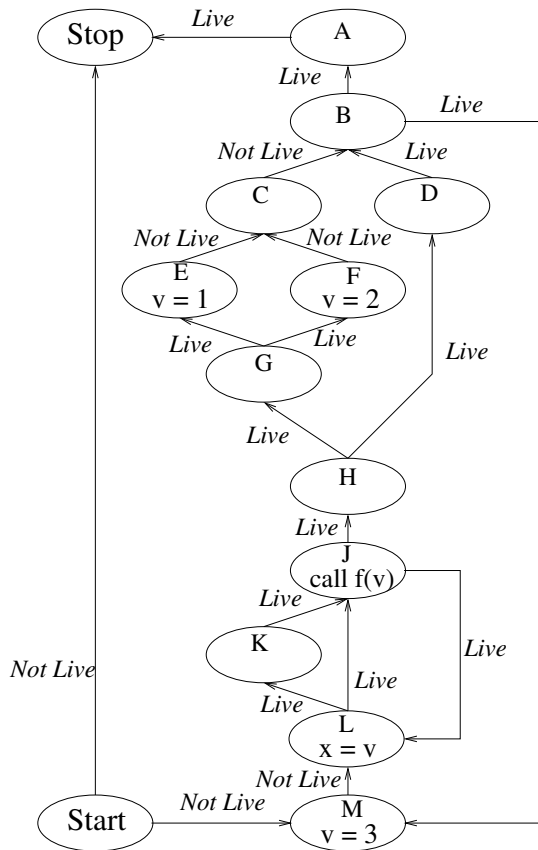 Live
Stop
A
Live
B
Live
Not Live
Live
C
D
Not Live
Not Live
E
v = 1
F
v = 2
Live
Live
G
Live
Live
H
Live
J
call f(v)
Live
K
Live
Not Live
Live
Live
L
x = v
Not Live
Not Live
Start
M
v = 3